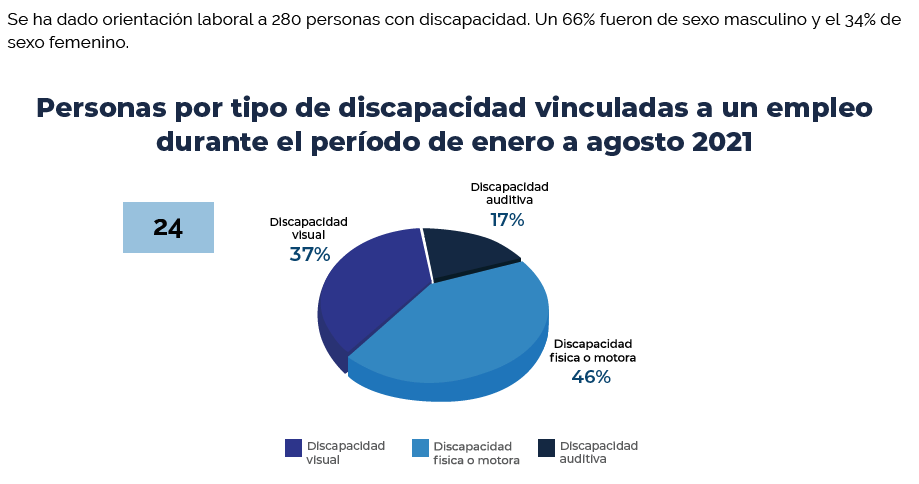 Se ha dado orientación laboral a 280 personas con discapacidad. Un 66% fueron de sexo masculino y el 34% de
sexo femenino.
Personas por tipo de discapacidad vinculadas a un empleo
durante el período de enero a agosto 2021
24
Discapacidad
visual
37%
Discapacidad
auditiva
17%
Discapacidad
física o motora
46%
Discapacidad
visual
Discapacidad
física o motora
Discapacidad
auditiva